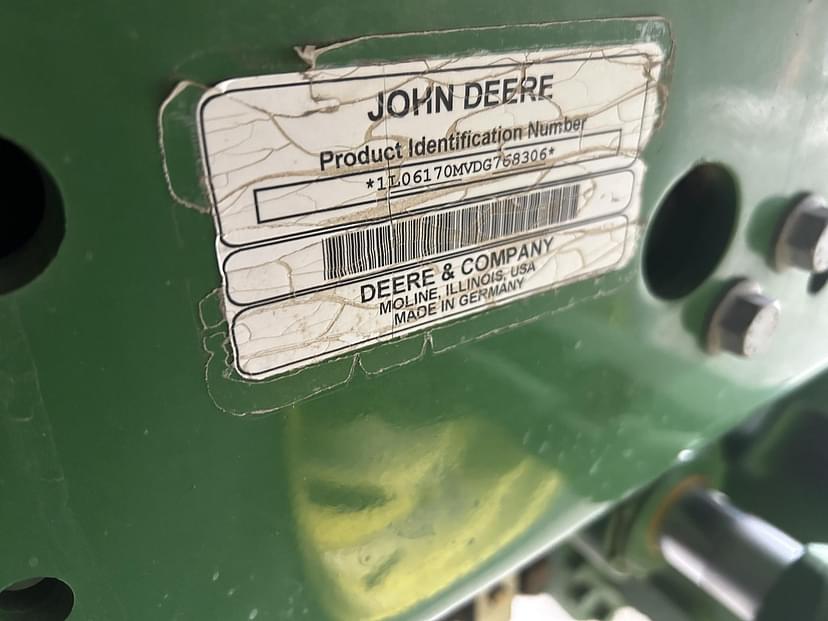 JOHN DEERE
Product Identification Number
*1L06170MVDG768306*
DEERE & COMPANY
MOLINE, ILLINOIS, USA
MADE IN GERMANY